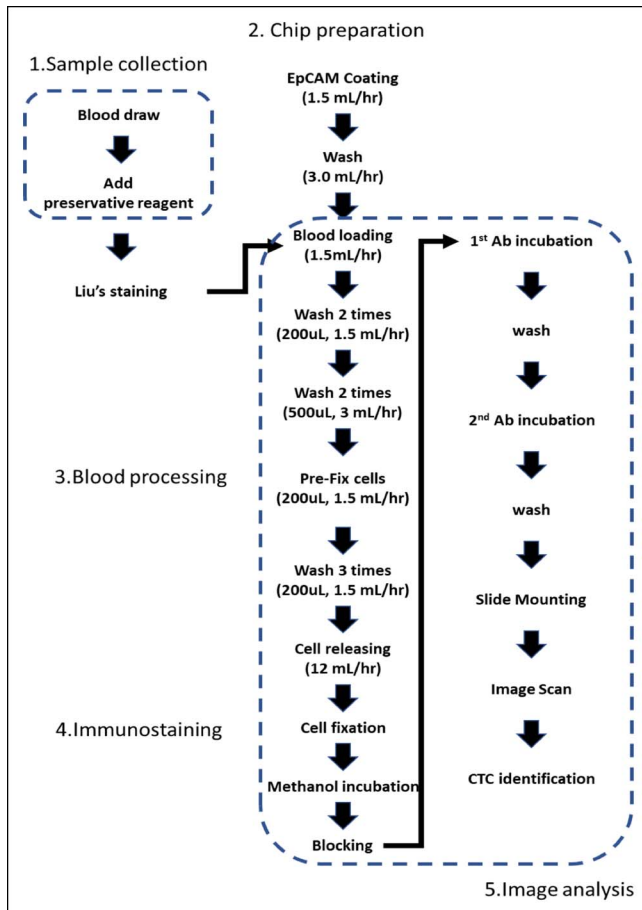 2. Chip preparation
1.Sample collection
Blood draw
Add
preservative reagent
Liu's staining
EpCAM Coating
(1.5 mL/hr)
Wash
(3.0 mL/hr)
Blood loading
(1.5mL/hr)
Wash 2 times
(200uL, 1.5 mL/hr)
Wash 2 times
(500uL, 3 mL/hr)
3.Blood processing
Pre-Fix cells
(200uL, 1.5 mL/hr)
Wash 3 times
(200uL, 1.5 mL/hr)
Cell releasing
(12 mL/hr)
4.Immunostaining
Cell fixation
Methanol incubation
Blocking
1st Ab incubation
wash
2nd Ab incubation
wash
Slide Mounting
Image Scan
CTC identification
5.Image analysis